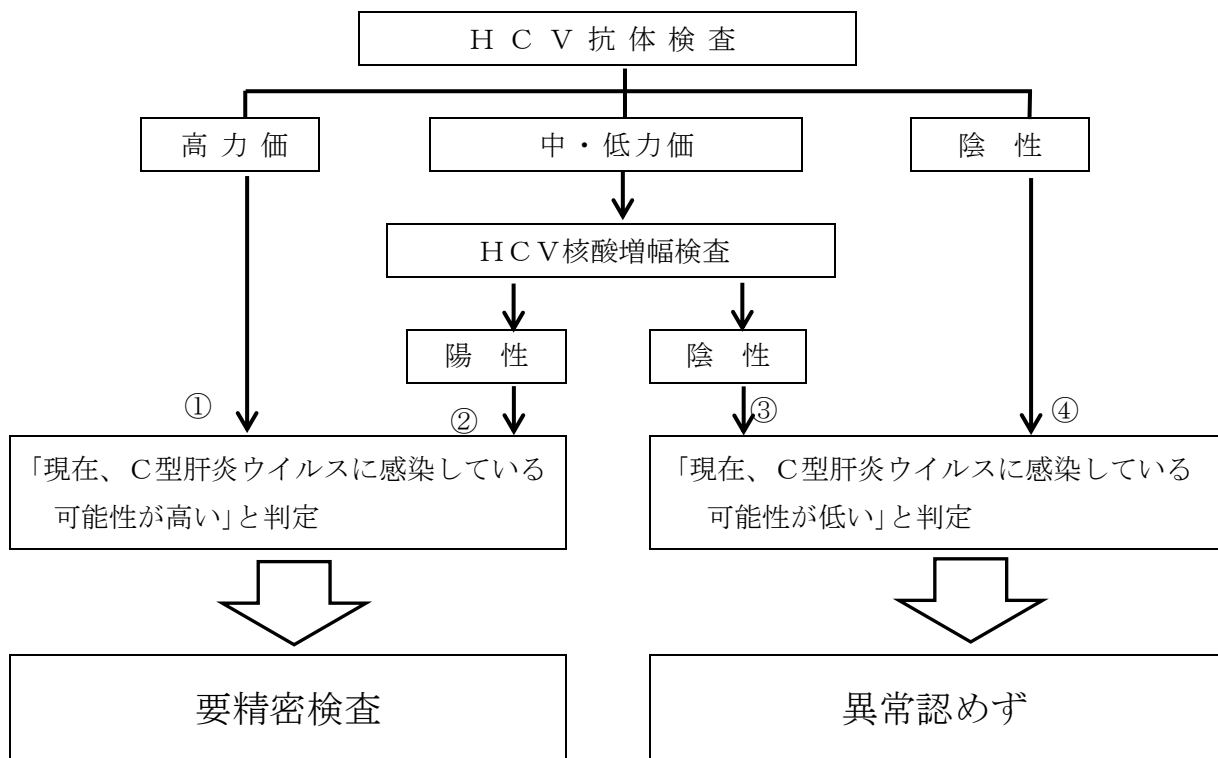 ＨＣＶ抗体検査
高力価
中・低力価
陰性
ＨＣＶ核酸増幅検査
陽性
陰性
①
②
③
④
「現在、Ｃ型肝炎ウイルスに感染している
可能性が高い」と判定
「現在、Ｃ型肝炎ウイルスに感染している
可能性が低い」と判定
要精密検査
異常認めず